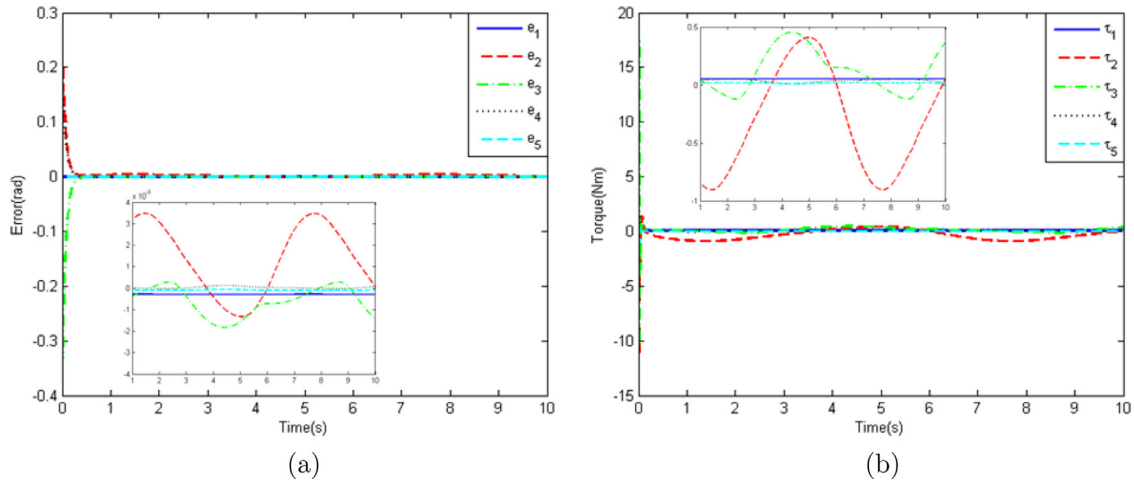 0.3
0.2
0.1
0
-0.1
-0.2
-0.3
-0.4
Error(rad)
0 1 2 3 4 5 6 7 8 9 10
Time(s)
e1
e2
e3
e4
e5
x 10^-3
4
3
2
1
0
-1
-2
-3
-4
1 2 3 4 5 6 7 8 9 10
(a)
20
15
10
5
0
-5
-10
-15
Torque(Nm)
0 1 2 3 4 5 6 7 8 9 10
Time(s)
τ1
τ2
τ3
τ4
τ5
0.5
0
-0.5
-1
1 2 3 4 5 6 7 8 9 10
(b)